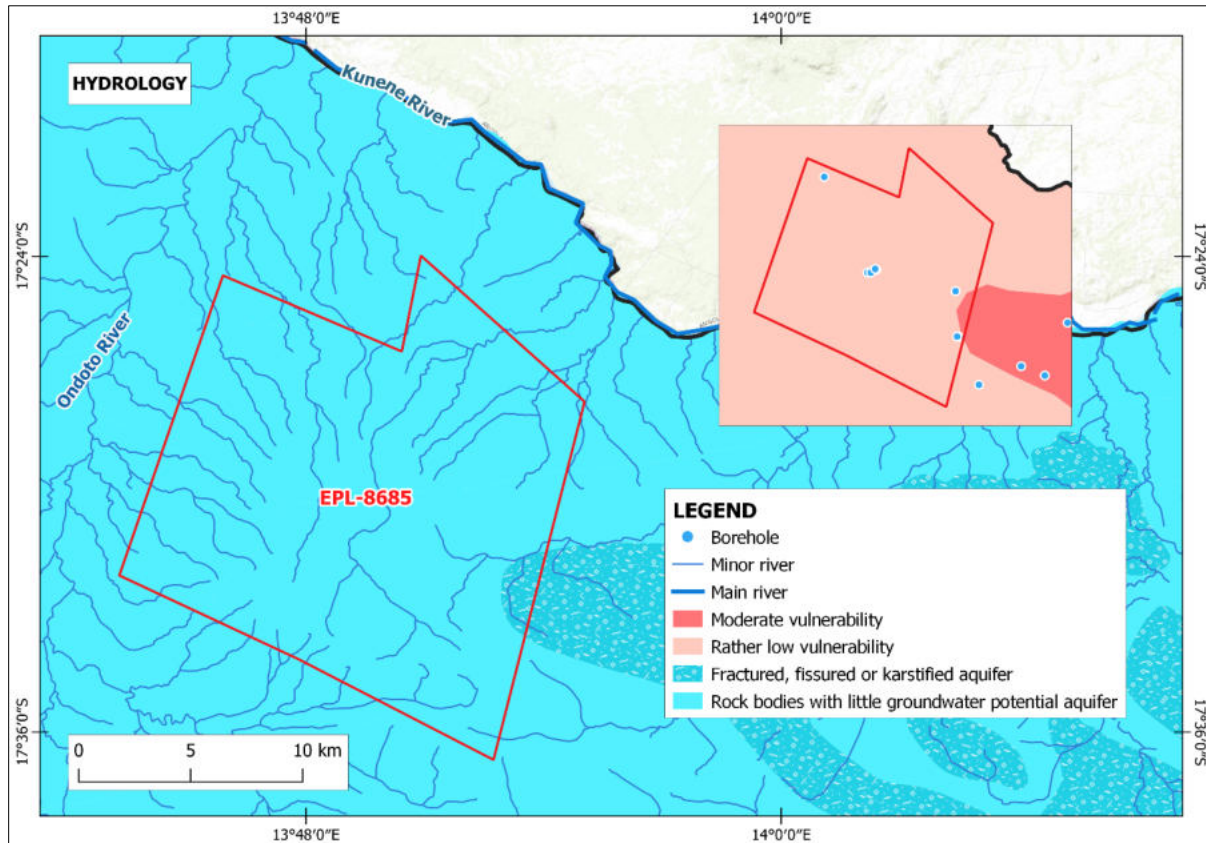 13°48'0"E
14°0'0"E
HYDROLOGY
Kunene River
17°24'0"S
17°24'0"S
Ondoto River
EPL-8685
LEGEND
Borehole
Minor river
Main river
Moderate vulnerability
Rather low vulnerability
Fractured, fissured or karstified aquifer
Rock bodies with little groundwater potential aquifer
17°36'0"S
17°36'0"S
0 5 10 km
13°48'0"E
14°0'0"E